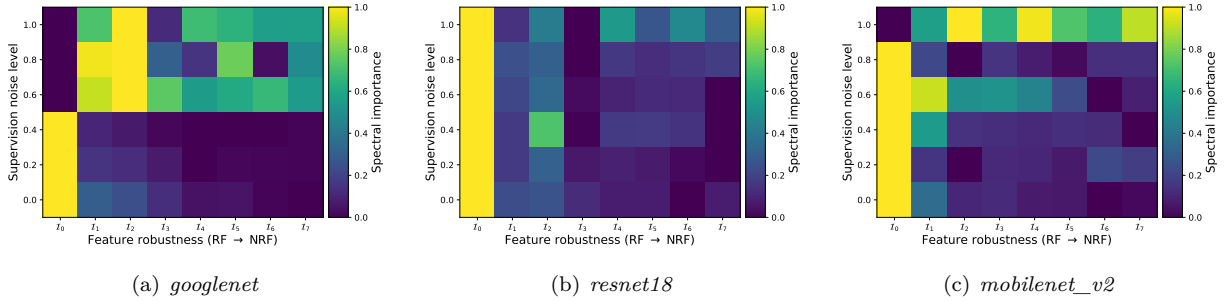 1.0
0.8
0.6
0.4
0.2
0.0
Supervision noise level
I₀ I₁ I₂ I₃ I₄ I₅ I₆ I₇
Feature robustness (RF → NRF)
1.0
0.8
0.6
0.4
0.2
0.0
Spectral importance
(a) googlenet
1.0
0.8
0.6
0.4
0.2
0.0
Supervision noise level
I₀ I₁ I₂ I₃ I₄ I₅ I₆ I₇
Feature robustness (RF → NRF)
1.0
0.8
0.6
0.4
0.2
0.0
Spectral importance
(b) resnet18
1.0
0.8
0.6
0.4
0.2
0.0
Supervision noise level
I₀ I₁ I₂ I₃ I₄ I₅ I₆ I₇
Feature robustness (RF → NRF)
1.0
0.8
0.6
0.4
0.2
0.0
Spectral importance
(c) mobilenet_v2